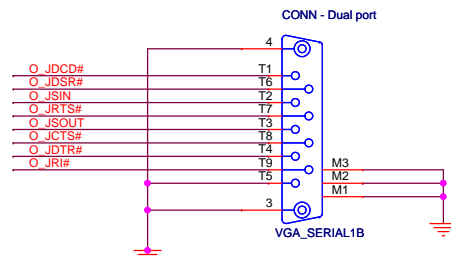 CONN - Dual port
4
O_JDCD# T1
O_JDSR# T6
O_JSIN T2
O_JRTS# T7
O_JSOUT T3
O_JCTS# T8
O_JDTR# T4
O_JRI# T9 M3
T5 M2
M1
3
VGA_SERIAL1B